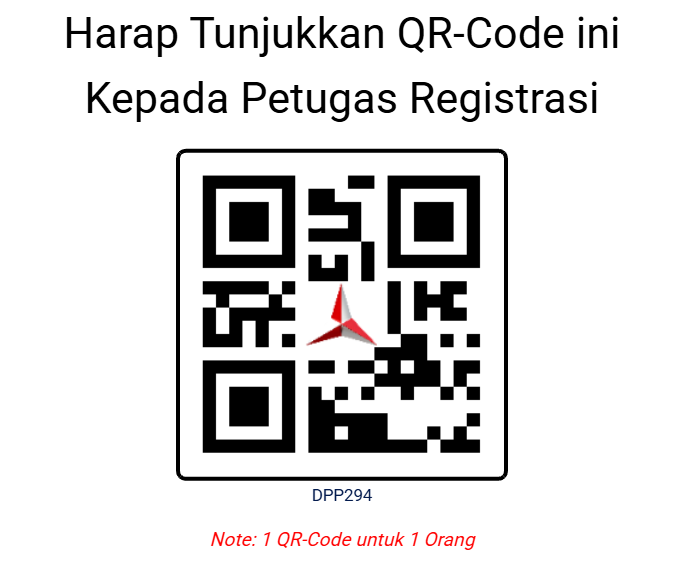 Harap Tunjukkan QR-Code ini
Kepada Petugas Registrasi
DPP294
Note: 1 QR-Code untuk 1 Orang